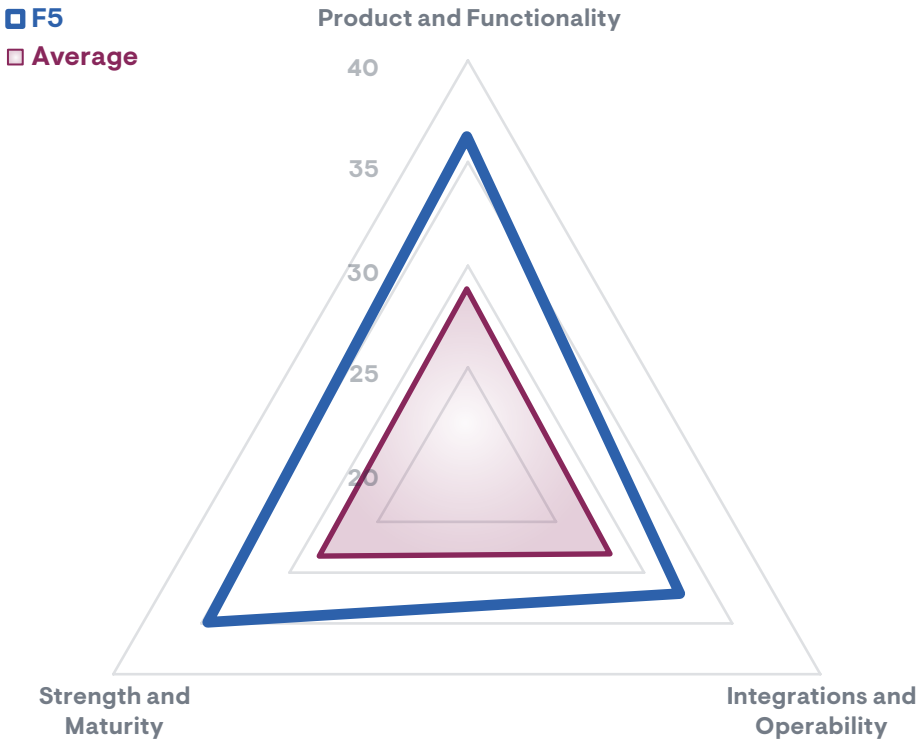 F5
Average
Product and Functionality
40
35
30
25
20
Strength and
Maturity
Integrations and
Operability